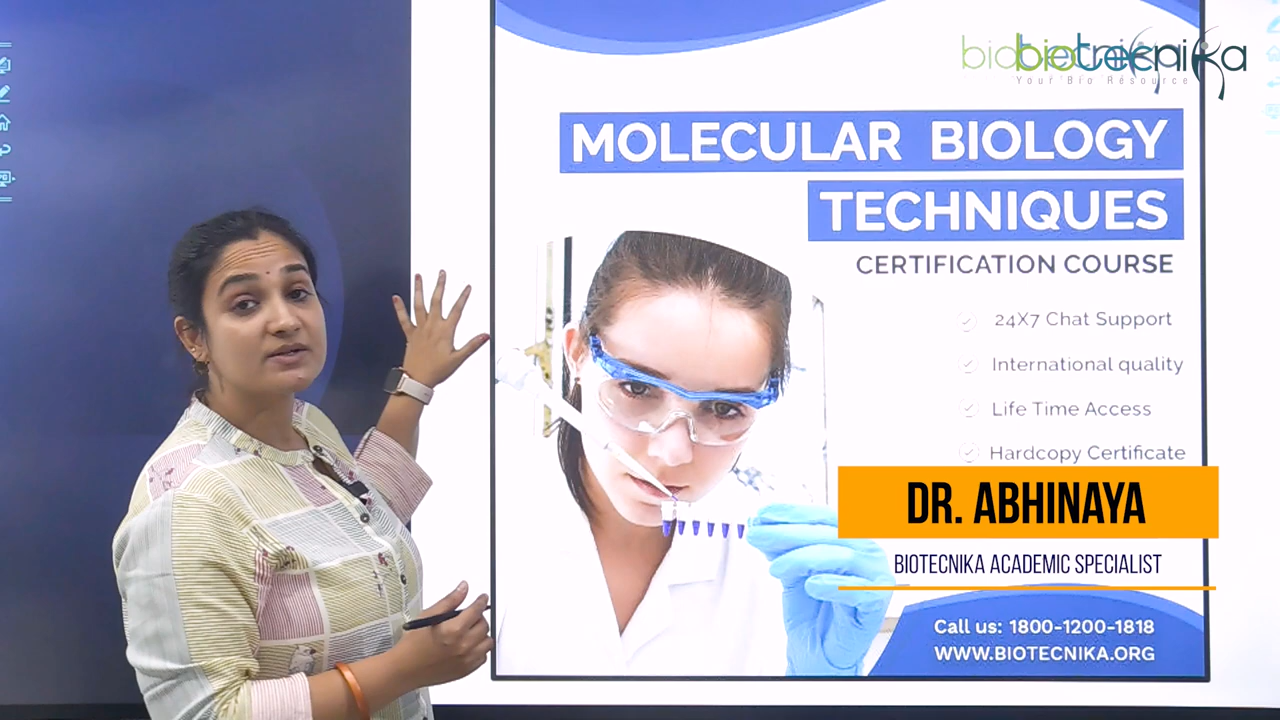 biotecnika
Your Bio Resource
MOLECULAR BIOLOGY
TECHNIQUES
CERTIFICATION COURSE
24X7 Chat Support
International quality
Life Time Access
Hardcopy Certificate
DR. ABHINAYA
BIOTECNIKA ACADEMIC SPECIALIST
Call us: 1800-1200-1818
WWW.BIOTECNIKA.ORG